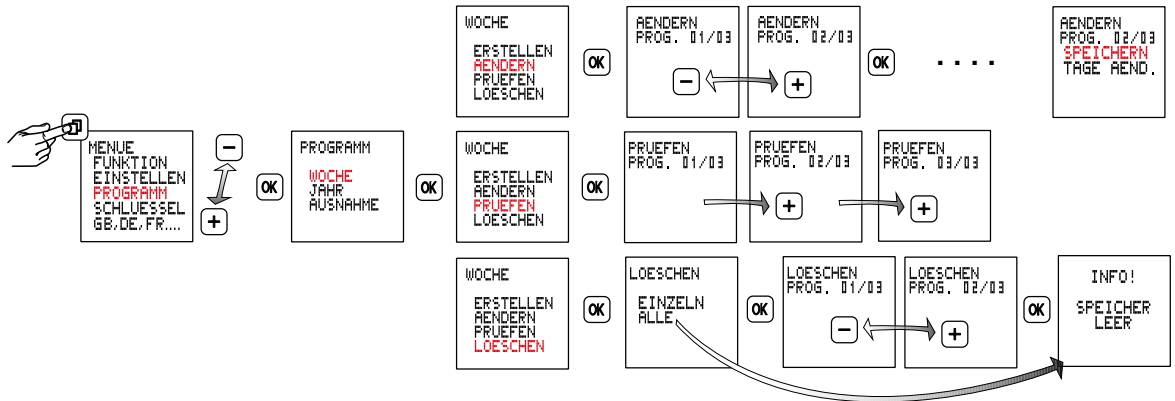 MENUE
FUNKTION
EINSTELLEN
PROGRAMM
SCHLUESSEL
GB,DE,FR....
−
+
OK
PROGRAMM
WOCHE
JAHR
AUSNAHME
OK
WOCHE
ERSTELLEN
AENDERN
PRUEFEN
LOESCHEN
OK
AENDERN
PROG. 01/03
−
AENDERN
PROG. 02/03
+
OK
. . . .
AENDERN
PROG. 02/03
SPEICHERN
TAGE AEND.
WOCHE
ERSTELLEN
AENDERN
PRUEFEN
LOESCHEN
OK
PRUEFEN
PROG. 01/03
PRUEFEN
PROG. 02/03
+
PRUEFEN
PROG. 03/03
+
WOCHE
ERSTELLEN
AENDERN
PRUEFEN
LOESCHEN
OK
LOESCHEN
EINZELN
ALLE
OK
LOESCHEN
PROG. 01/03
−
LOESCHEN
PROG. 02/03
+
OK
INFO!
SPEICHER
LEER